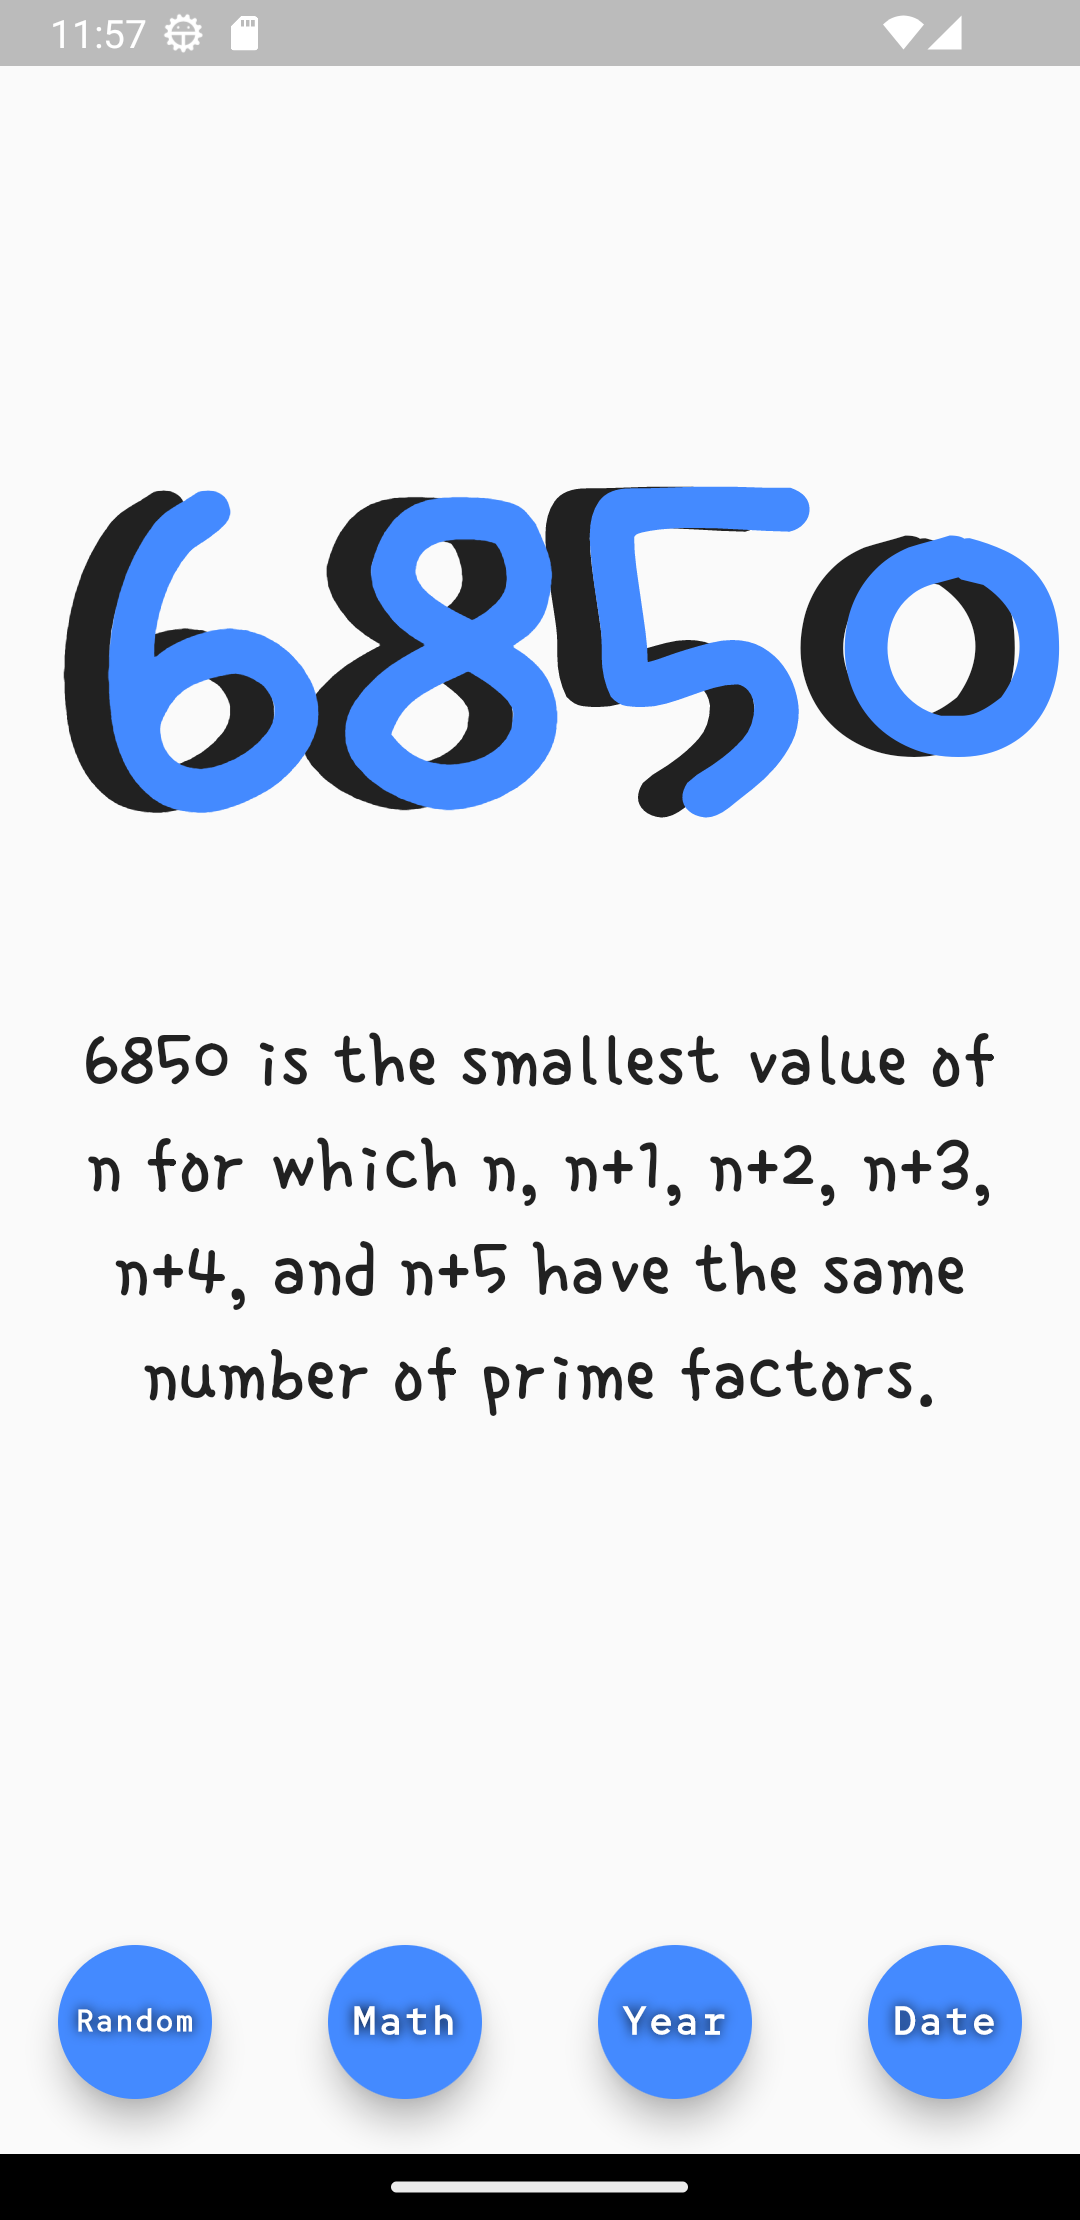 11:57
6850
6850 is the smallest value of
n for which n, n+1, n+2, n+3,
n+4, and n+5 have the same
number of prime factors.
Random Math Year Date